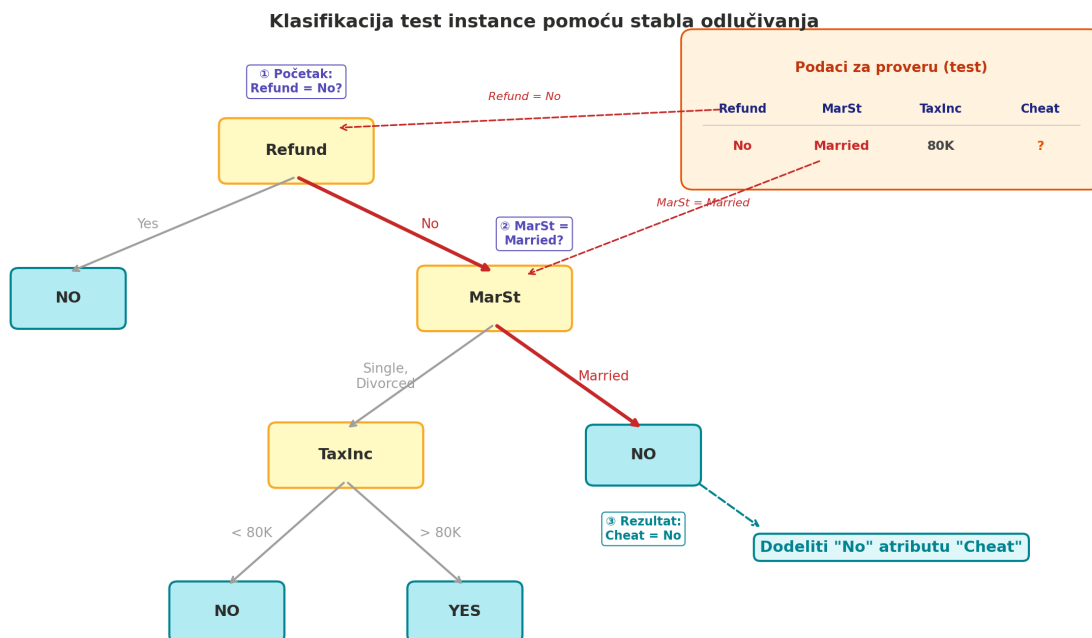 Klasifikacija test instance pomoću stabla odlučivanja
Podaci za proveru (test)
Refund MarSt TaxInc Cheat
No Married 80K ?
① Početak:
Refund = No?
Refund = No
Refund
MarSt = Married
Yes
No
② MarSt =
Married?
NO
MarSt
Single,
Divorced
Married
TaxInc
NO
③ Rezultat:
Cheat = No
< 80K
> 80K
Dodeliti "No" atributu "Cheat"
NO
YES